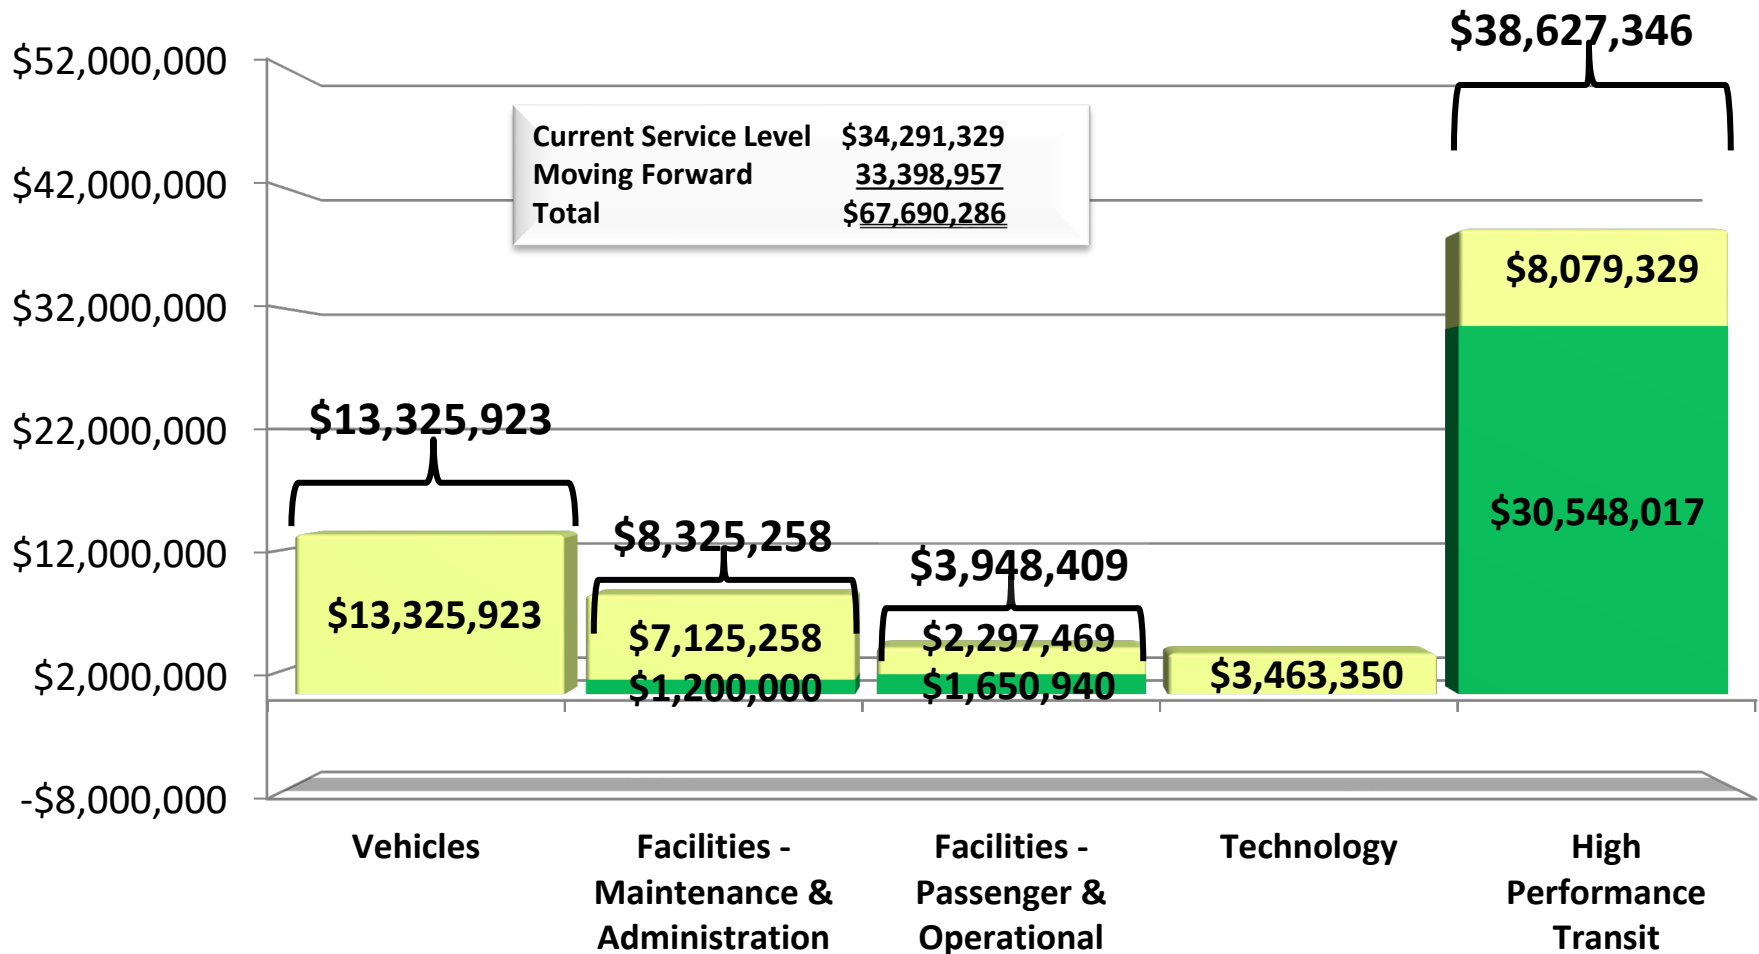 $38,627,346
$52,000,000
Current Service Level $34,291,329
Moving Forward 33,398,957
Total $67,690,286
$42,000,000
$8,079,329
$32,000,000
$13,325,923
$22,000,000
$30,548,017
$8,325,258
$12,000,000
$3,948,409
$13,325,923
$7,125,258
$2,297,469
$2,000,000
$1,200,000
$1,650,940
$3,463,350
-$8,000,000
Vehicles
Facilities -
Maintenance &
Administration
Facilities -
Passenger &
Operational
Technology
High
Performance
Transit